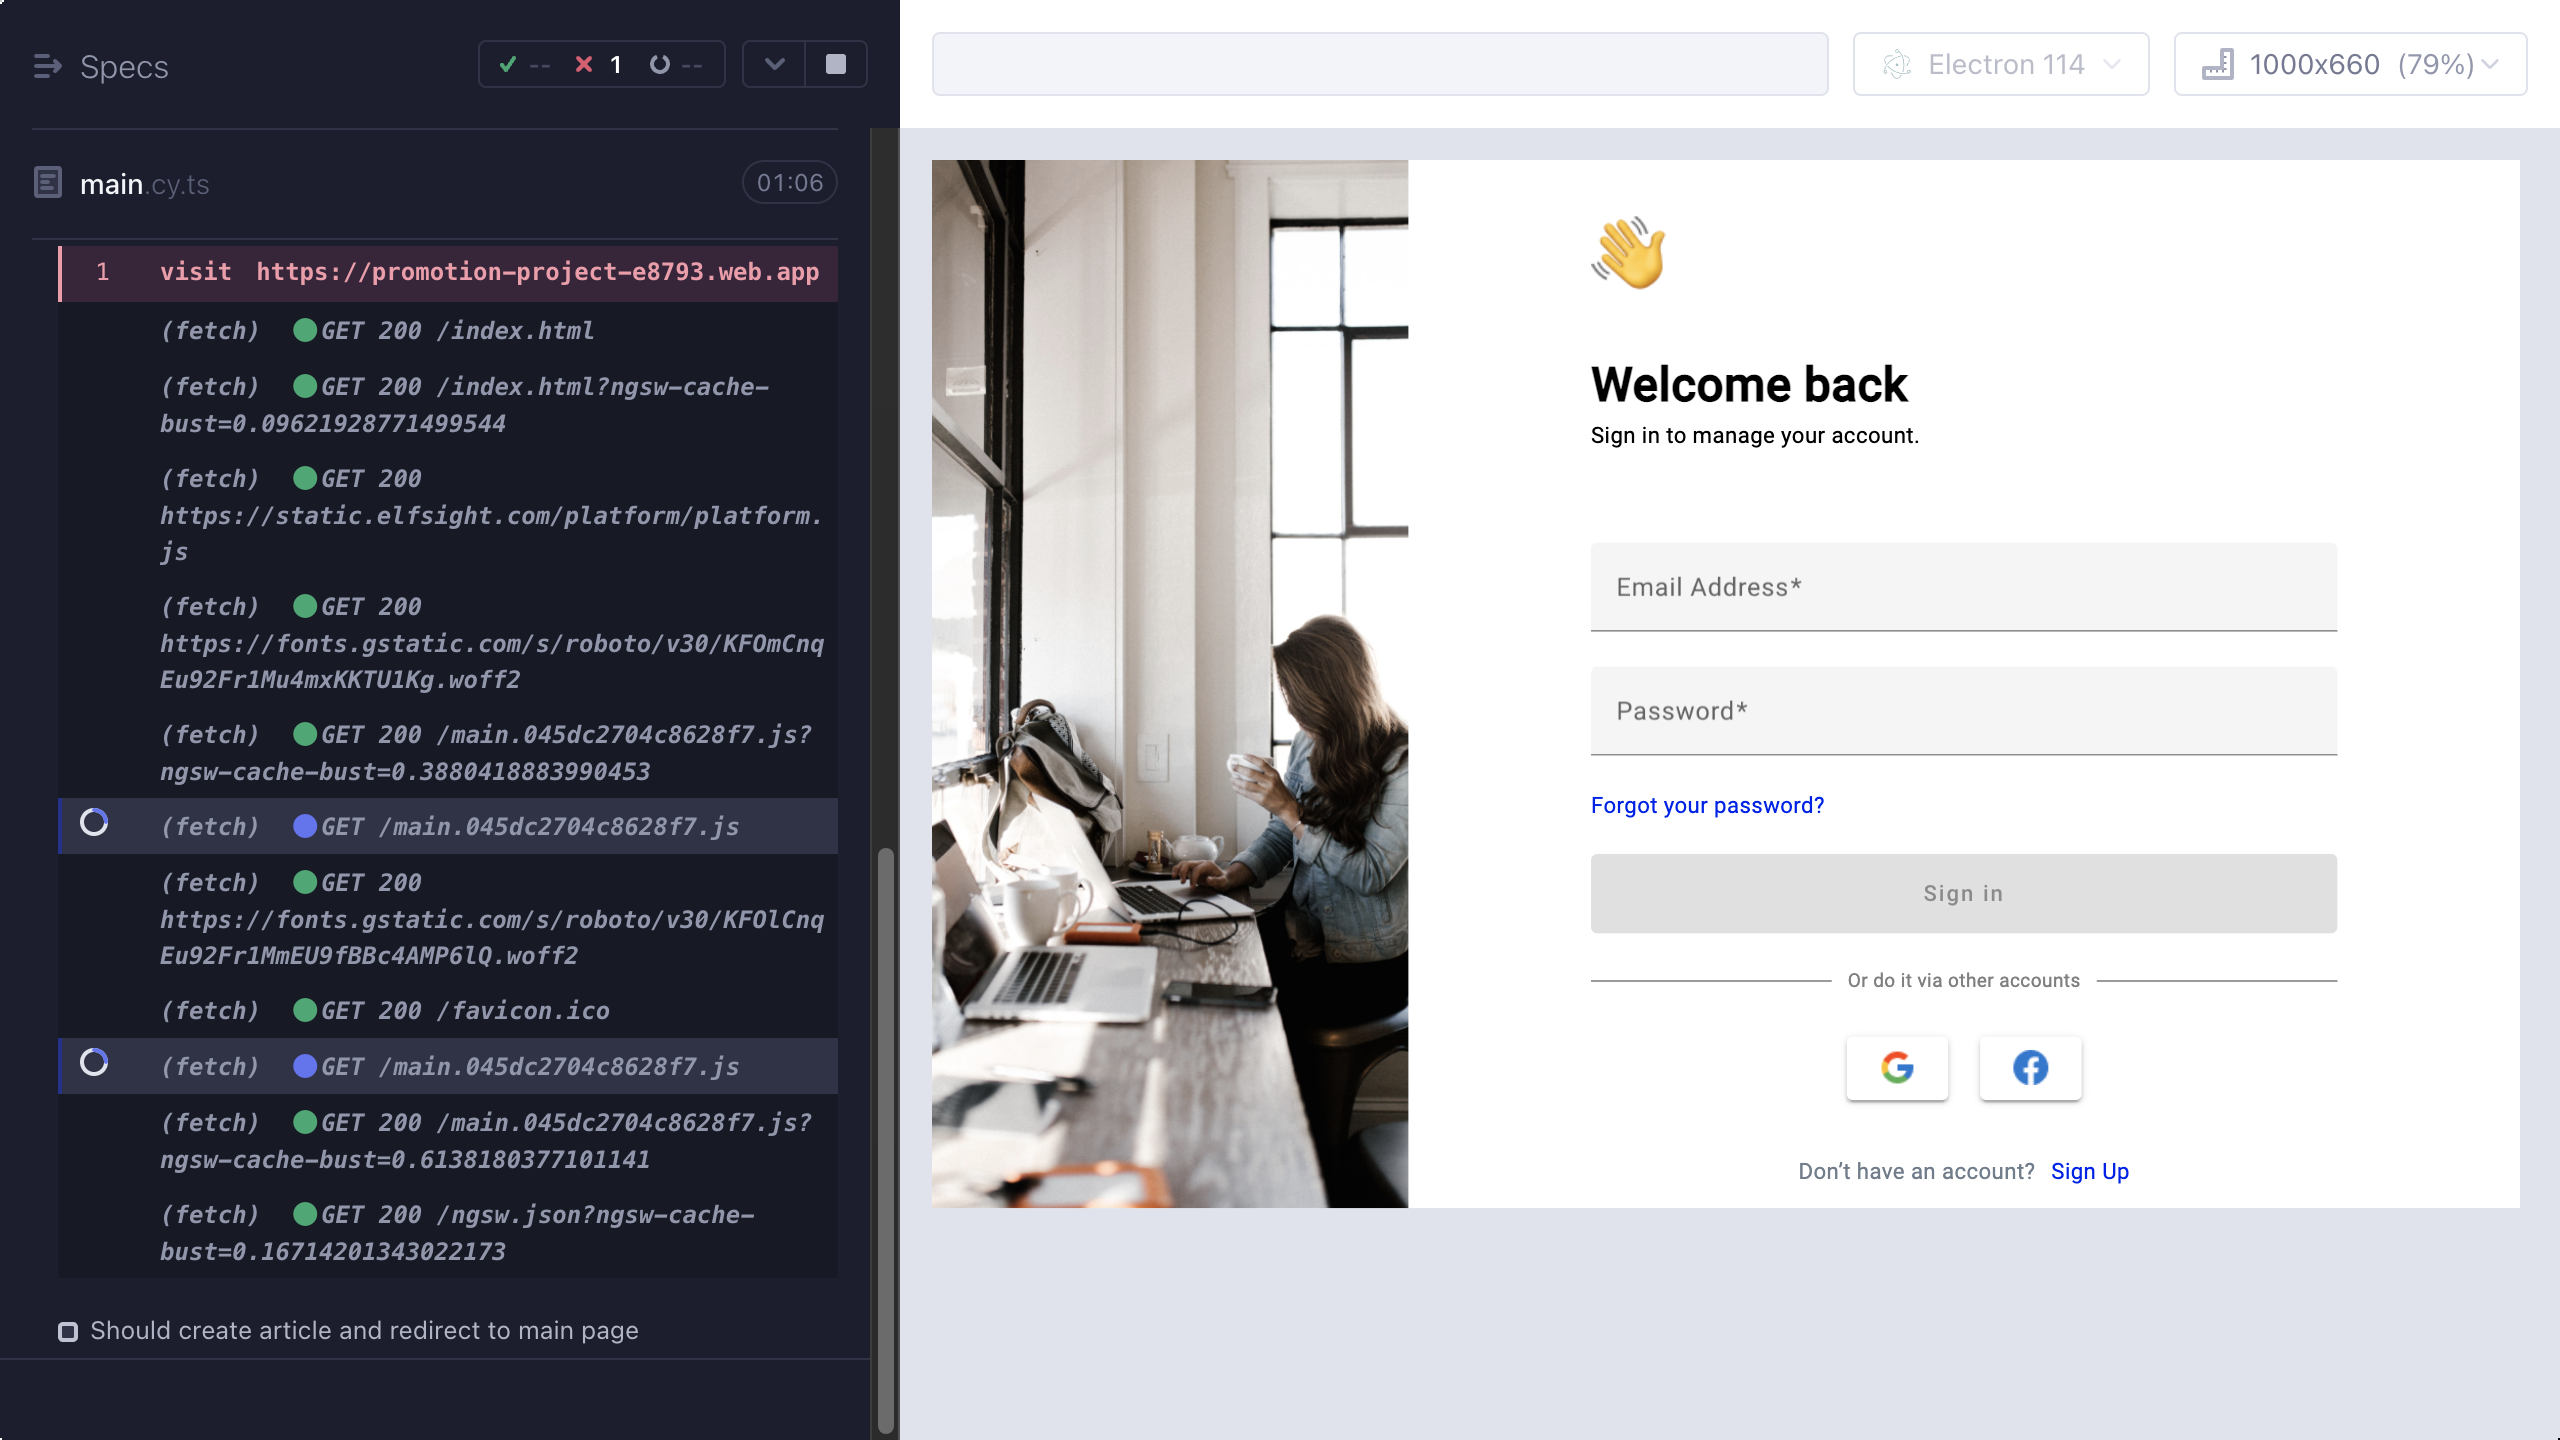 Specs
-- 1 --
main.cy.ts
01:06
1 visit https://promotion-project-e8793.web.app
(fetch) GET 200 /index.html
(fetch) GET 200 /index.html?ngsw-cache-
bust=0.09621928771499544
(fetch) GET 200
https://static.elfsight.com/platform/platform.
js
(fetch) GET 200
https://fonts.gstatic.com/s/roboto/v30/KFOmCnq
Eu92Fr1Mu4mxKKTU1Kg.woff2
(fetch) GET 200 /main.045dc2704c8628f7.js?
ngsw-cache-bust=0.3880418883990453
(fetch) GET /main.045dc2704c8628f7.js
(fetch) GET 200
https://fonts.gstatic.com/s/roboto/v30/KFOlCnq
Eu92Fr1MmEU9fBBc4AMP6lQ.woff2
(fetch) GET 200 /favicon.ico
(fetch) GET /main.045dc2704c8628f7.js
(fetch) GET 200 /main.045dc2704c8628f7.js?
ngsw-cache-bust=0.6138180377101141
(fetch) GET 200 /ngsw.json?ngsw-cache-
bust=0.16714201343022173
Should create article and redirect to main page
Electron 114
1000x660 (79%)
Welcome back
Sign in to manage your account.
Email Address*
Password*
Forgot your password?
Sign in
Or do it via other accounts
Don’t have an account? Sign Up